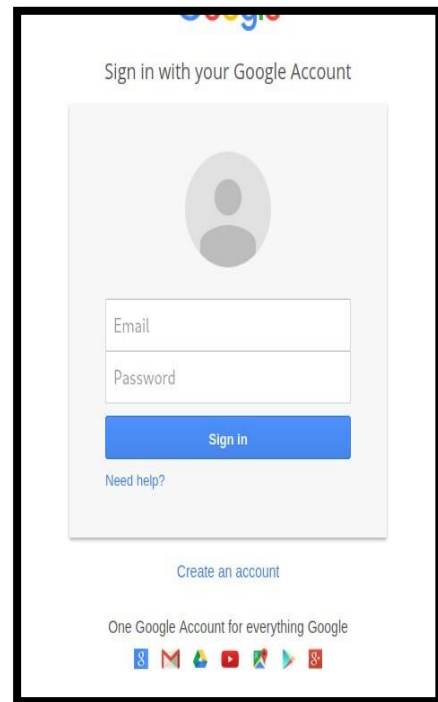 Google
Sign in with your Google Account
Email
Password
Sign in
Need help?
Create an account
One Google Account for everything Google